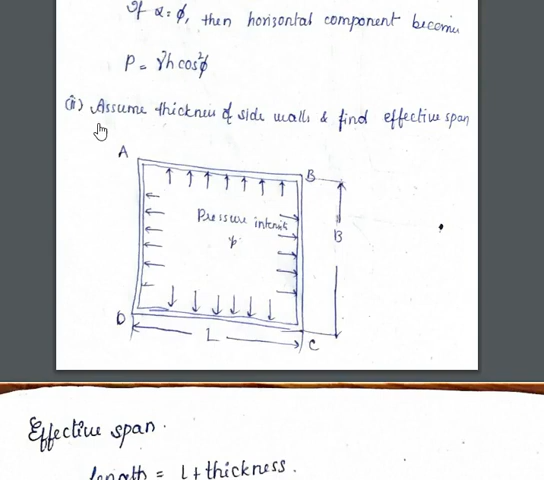 If α = φ, then horizontal component becomes
P = γh cos²φ
(ii) Assume thickness of side walls & find effective span
A
B
Pressure intensity
p
B
D
L
C
Effective span.
length = l + thickness.